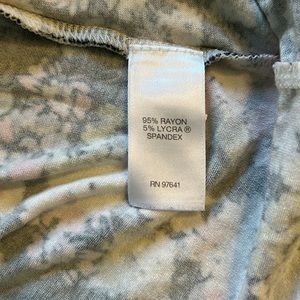 95% RAYON
5% LYCRA ®
SPANDEX
RN 97641